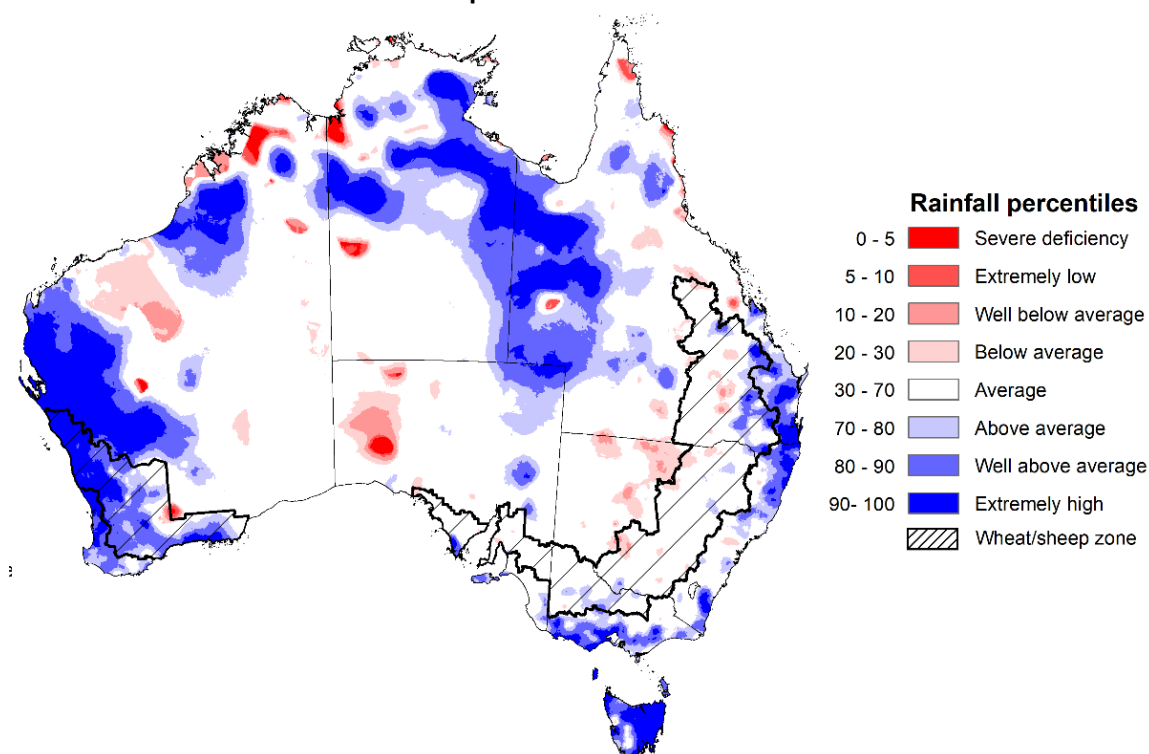 Rainfall percentiles
0 - 5 Severe deficiency
5 - 10 Extremely low
10 - 20 Well below average
20 - 30 Below average
30 - 70 Average
70 - 80 Above average
80 - 90 Well above average
90- 100 Extremely high
Wheat/sheep zone